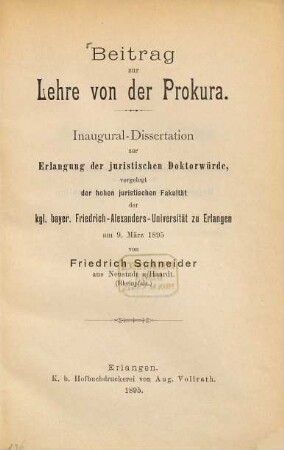 Beitrag
zur
Lehre von der Prokura.
Inaugural-Dissertation
zur
Erlangung der juristischen Doktorwürde,
vorgelegt
der hohen juristischen Fakultät
der
kgl. bayer. Friedrich-Alexanders-Universität zu Erlangen
am 9. März 1895
von
Friedrich Schneider
aus Neustadt a/Haardt.
(Rheinpfalz.)
Erlangen.
K. b. Hofbuchdruckerei von Aug. Vollrath.
1895.